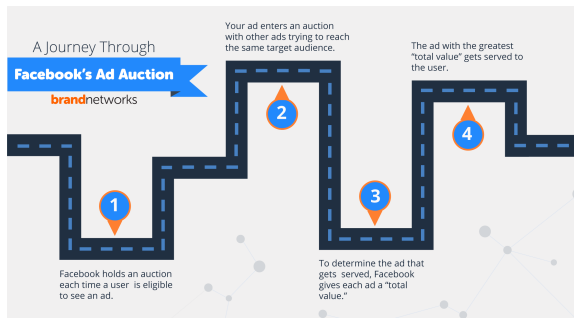 A Journey Through
Facebook's Ad Auction
brandnetworks
1
Facebook holds an auction
each time a user is eligible
to see an ad.
Your ad enters an auction
with other ads trying to reach
the same target audience.
2
3
To determine the ad that
gets served, Facebook
gives each ad a “total
value.”
The ad with the greatest
“total value” gets served to
the user.
4